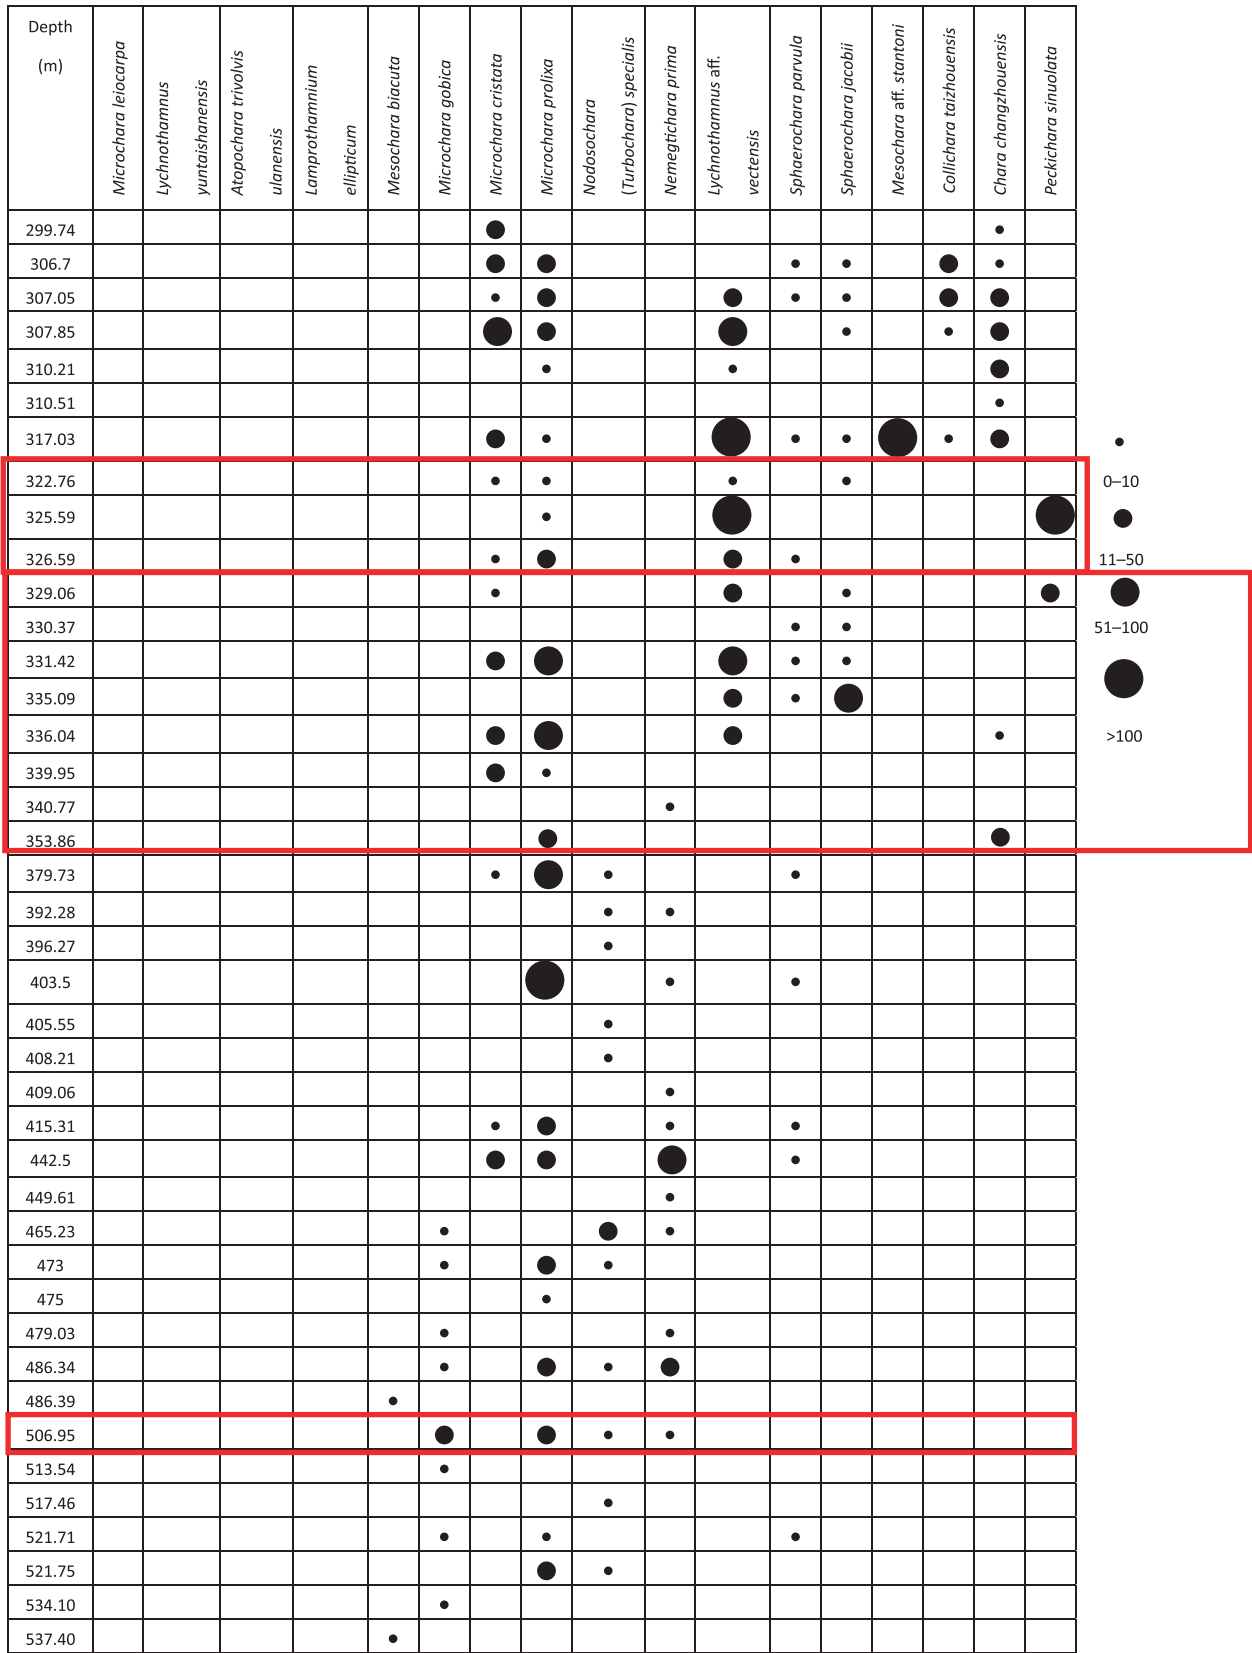 Depth
(m)
Microchara leiocarpa
Lychnothamnus
yuntaishanensis
Atopochara trivolvis
ulanensis
Lamprothamnium
ellipticum
Mesochara biacuta
Microchara gobica
Microchara cristata
Microchara prolixa
Nodosochara
(Turbochara) specialis
Nemegtichara prima
Lychnothamnus aff.
vectensis
Sphaerochara parvula
Sphaerochara jacobii
Mesochara aff. stantoni
Collichara taizhouensis
Chara changzhouensis
Peckichara sinuolata
299.74
306.7
307.05
307.85
310.21
310.51
317.03
322.76
0–10
325.59
326.59
11–50
329.06
330.37
51–100
331.42
335.09
336.04
>100
339.95
340.77
353.86
379.73
392.28
396.27
403.5
405.55
408.21
409.06
415.31
442.5
449.61
465.23
473
475
479.03
486.34
486.39
506.95
513.54
517.46
521.71
521.75
534.10
537.40